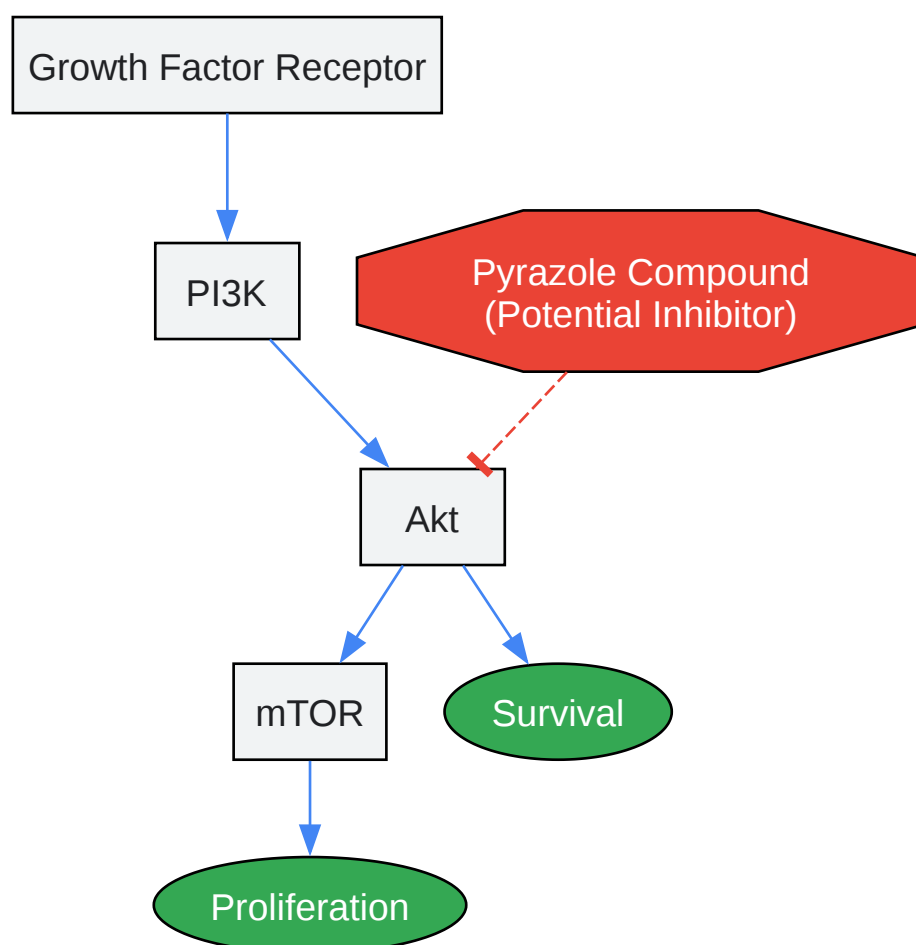 Growth Factor Receptor
PI3K
Pyrazole Compound
(Potential Inhibitor)
Akt
mTOR
Survival
Proliferation